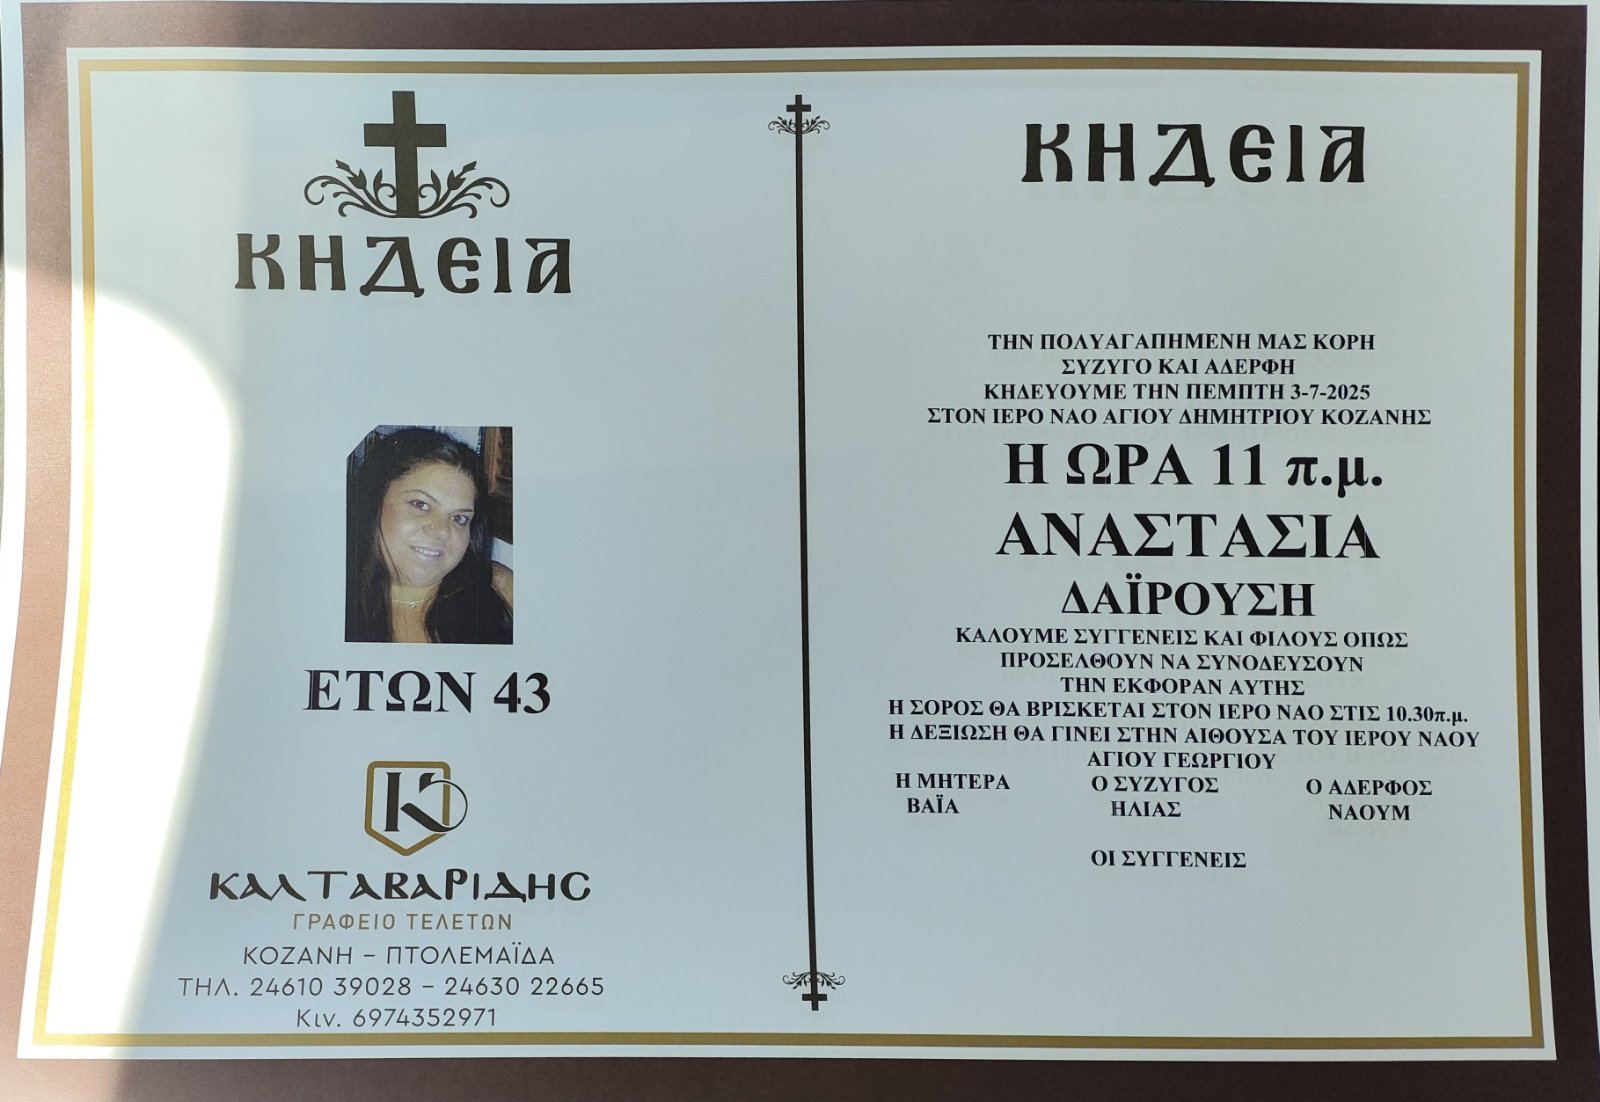 ΚΗΔΕΙΑ
ΕΤΩΝ 43
ΚΑΛΤΑΒΑΡΙΔΗΣ
ΓΡΑΦΕΙΟ ΤΕΛΕΤΩΝ
ΚΟΖΑΝΗ – ΠΤΟΛΕΜΑΪΔΑ
ΤΗΛ. 24610 39028 – 24630 22665
Κιν. 6974352971
ΚΗΔΕΙΑ
ΤΗΝ ΠΟΛΥΑΓΑΠΗΜΕΝΗ ΜΑΣ ΚΟΡΗ
ΣΥΖΥΓΟ ΚΑΙ ΑΔΕΡΦΗ
ΚΗΔΕΥΟΥΜΕ ΤΗΝ ΠΕΜΠΤΗ 3-7-2025
ΣΤΟΝ ΙΕΡΟ ΝΑΟ ΑΓΙΟΥ ΔΗΜΗΤΡΙΟΥ ΚΟΖΑΝΗΣ
Η ΩΡΑ 11 π.μ.
ΑΝΑΣΤΑΣΙΑ
ΔΑΪΡΟΥΣΗ
ΚΑΛΟΥΜΕ ΣΥΓΓΕΝΕΙΣ ΚΑΙ ΦΙΛΟΥΣ ΟΠΩΣ
ΠΡΟΣΕΛΘΟΥΝ ΝΑ ΣΥΝΟΔΕΥΣΟΥΝ
ΤΗΝ ΕΚΦΟΡΑΝ ΑΥΤΗΣ
Η ΣΟΡΟΣ ΘΑ ΒΡΙΣΚΕΤΑΙ ΣΤΟΝ ΙΕΡΟ ΝΑΟ ΣΤΙΣ 10.30π.μ.
Η ΔΕΞΙΩΣΗ ΘΑ ΓΙΝΕΙ ΣΤΗΝ ΑΙΘΟΥΣΑ ΤΟΥ ΙΕΡΟΥ ΝΑΟΥ
ΑΓΙΟΥ ΓΕΩΡΓΙΟΥ
Η ΜΗΤΕΡΑ Ο ΣΥΖΥΓΟΣ Ο ΑΔΕΡΦΟΣ
ΒΑΪΑ ΗΛΙΑΣ ΝΑΟΥΜ
ΟΙ ΣΥΓΓΕΝΕΙΣ